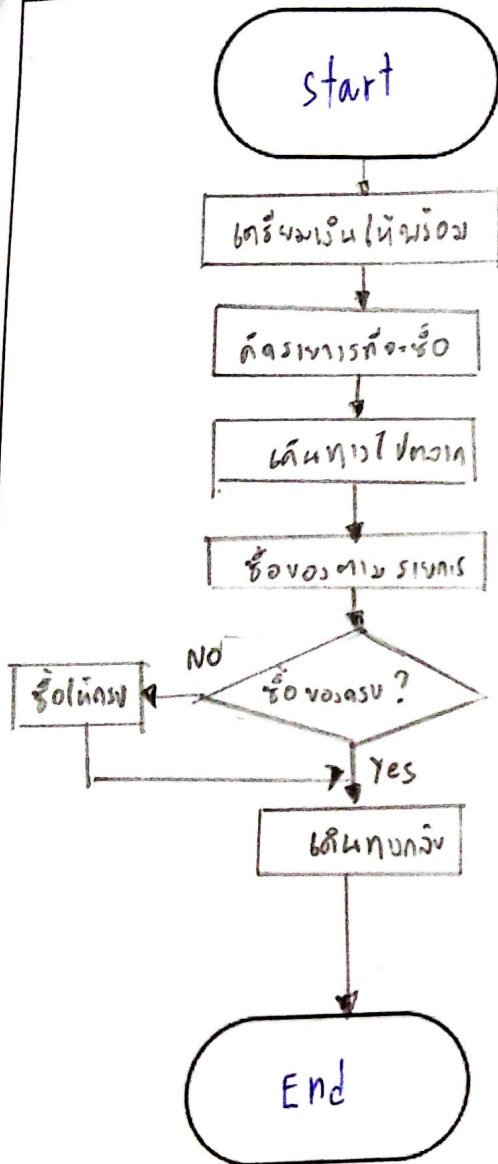 start
เตรียมเงินให้พร้อม
คิดรายการที่จะซื้อ
เดินทางไปตลาด
ซื้อของตามรายการ
NO
ซื้อของครบ?
ซื้อให้ครบ
Yes
เดินทางกลับ
End